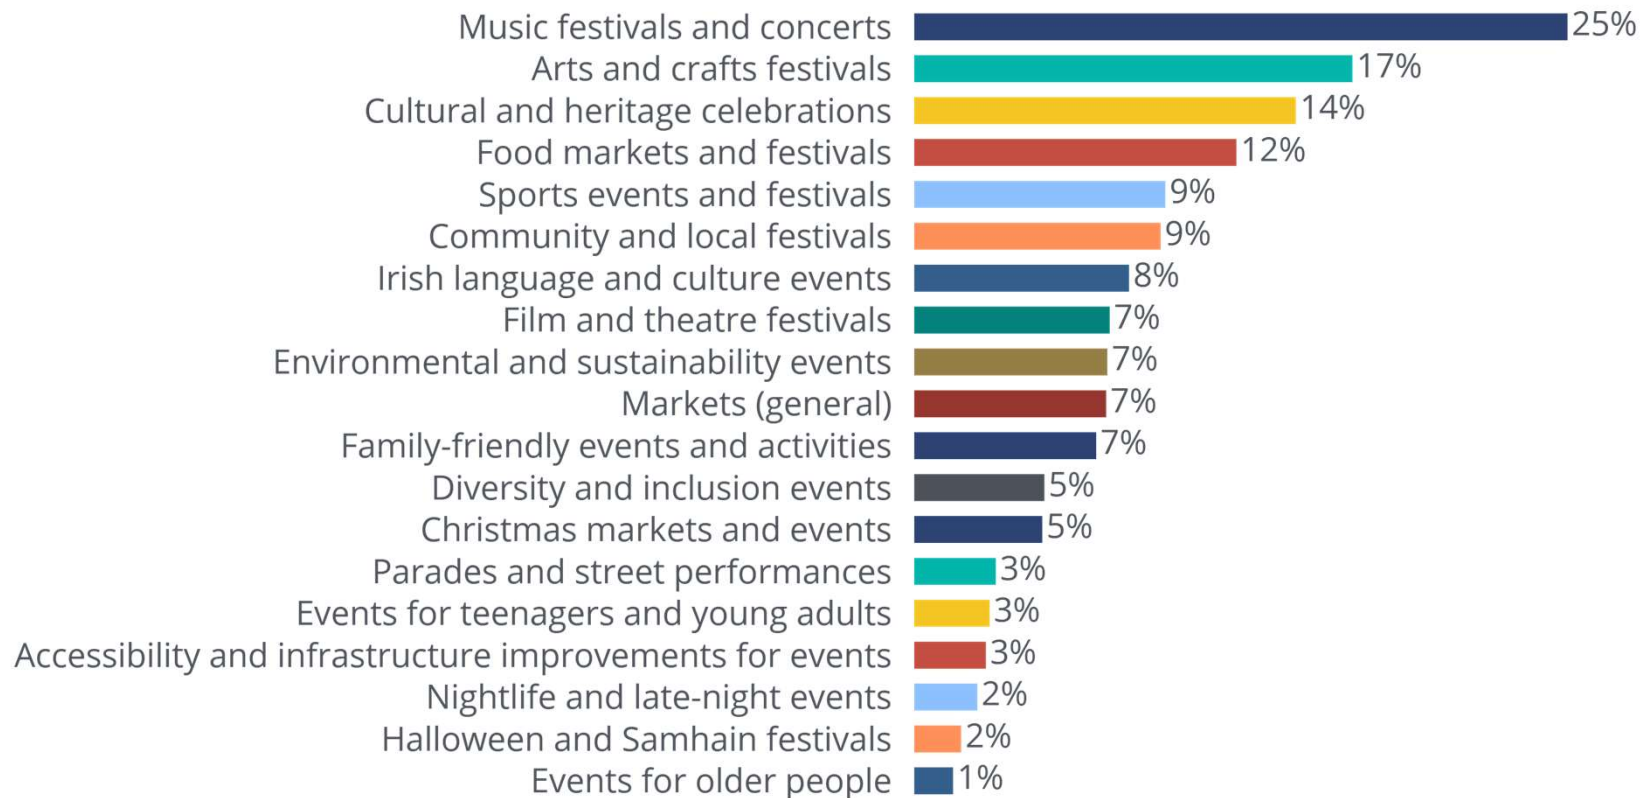 Music festivals and concerts 25%
Arts and crafts festivals 17%
Cultural and heritage celebrations 14%
Food markets and festivals 12%
Sports events and festivals 9%
Community and local festivals 9%
Irish language and culture events 8%
Film and theatre festivals 7%
Environmental and sustainability events 7%
Markets (general) 7%
Family-friendly events and activities 7%
Diversity and inclusion events 5%
Christmas markets and events 5%
Parades and street performances 3%
Events for teenagers and young adults 3%
Accessibility and infrastructure improvements for events 3%
Nightlife and late-night events 2%
Halloween and Samhain festivals 2%
Events for older people 1%